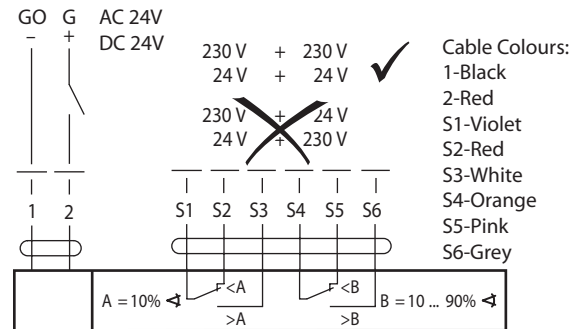 GO G AC 24V
– + DC 24V
230 V + 230 V
24 V + 24 V
230 V + 24 V
24 V + 230 V
Cable Colours:
1-Black
2-Red
S1-Violet
S2-Red
S3-White
S4-Orange
S5-Pink
S6-Grey
1 2 S1 S2 S3 S4 S5 S6
A = 10% <A <B B = 10 ... 90%
>A >B